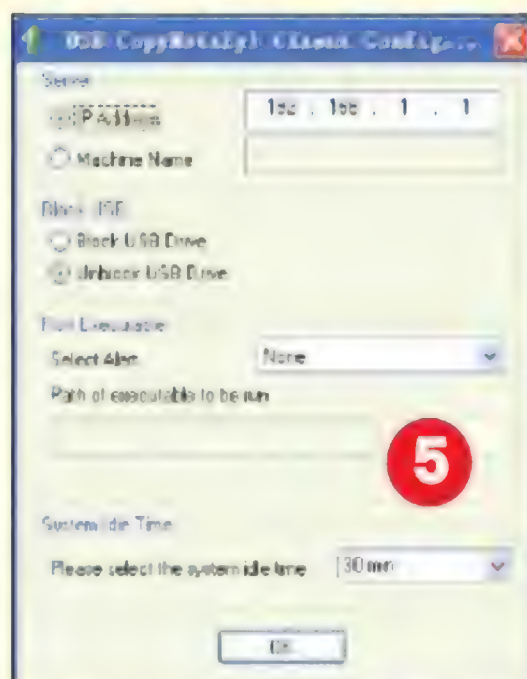 USB CopyNotify! Client Config...
Server
IP Address
192 . 168 . 1 . 1
Machine Name
Block USB
Block USB Drive
Unblock USB Drive
Run Executable
Select Alert
None
Path of executable to be run
5
System Idle Time
Please select the system idle time
30 min
OK